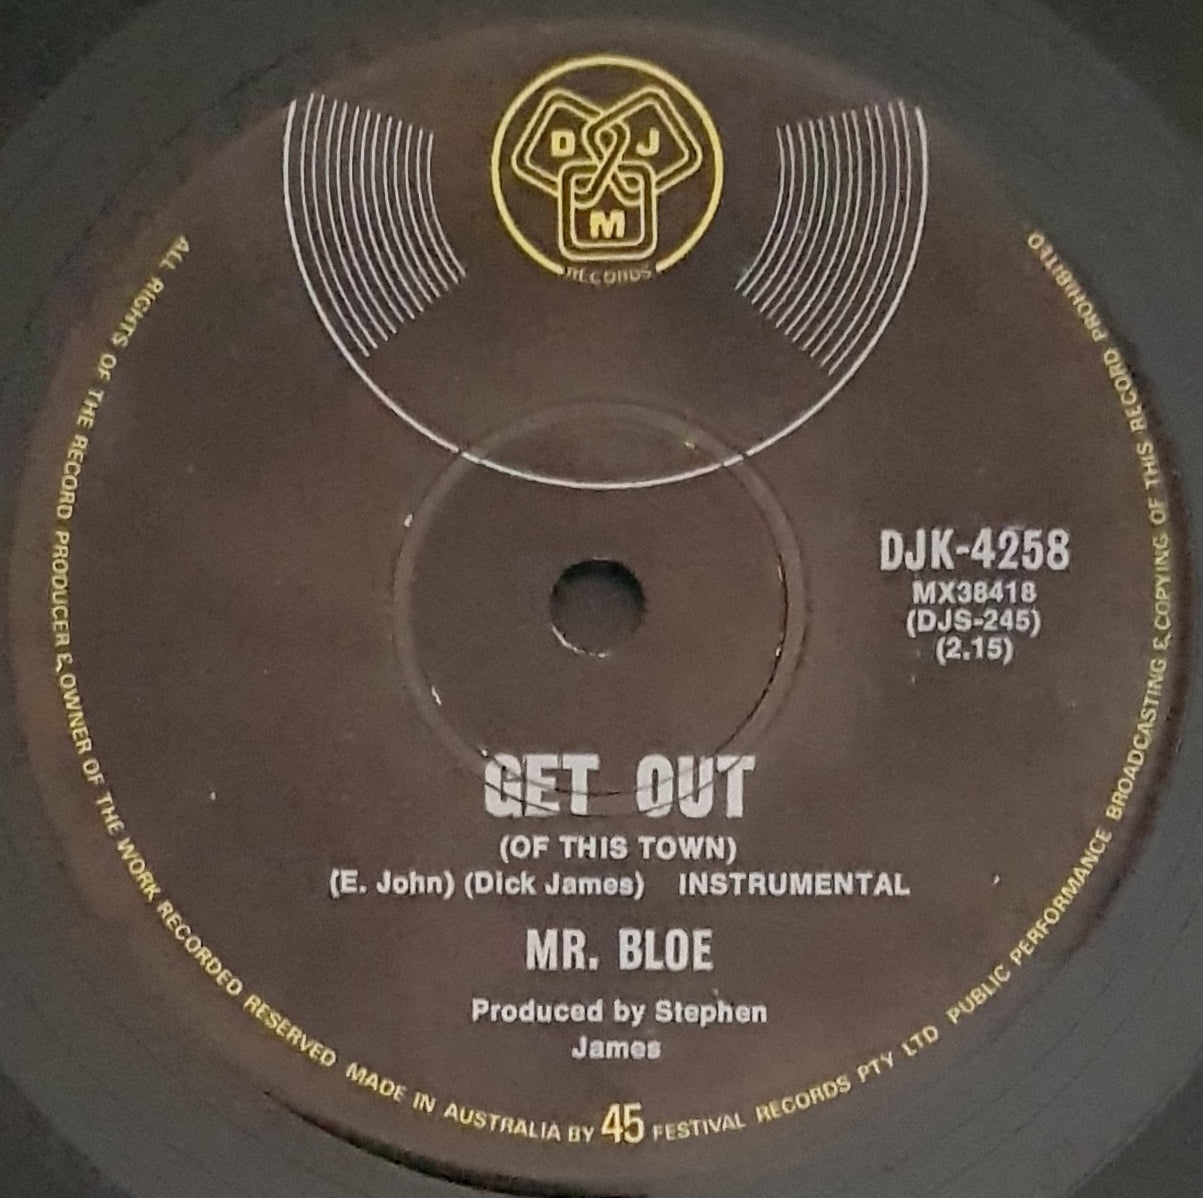 D J
M
RECORDS
DJK-4258
MX38418
(DJS-245)
(2.15)
GET OUT
(OF THIS TOWN)
(E. John) (Dick James) INSTRUMENTAL
MR. BLOE
Produced by Stephen
James
ALL RIGHTS OF THE RECORD PRODUCER & OWNER OF THE WORK RECORDED RESERVED MADE IN AUSTRALIA BY 45 FESTIVAL RECORDS PTY LTD PUBLIC PERFORMANCE BROADCASTING & COPYING OF THIS RECORD PROHIBITED